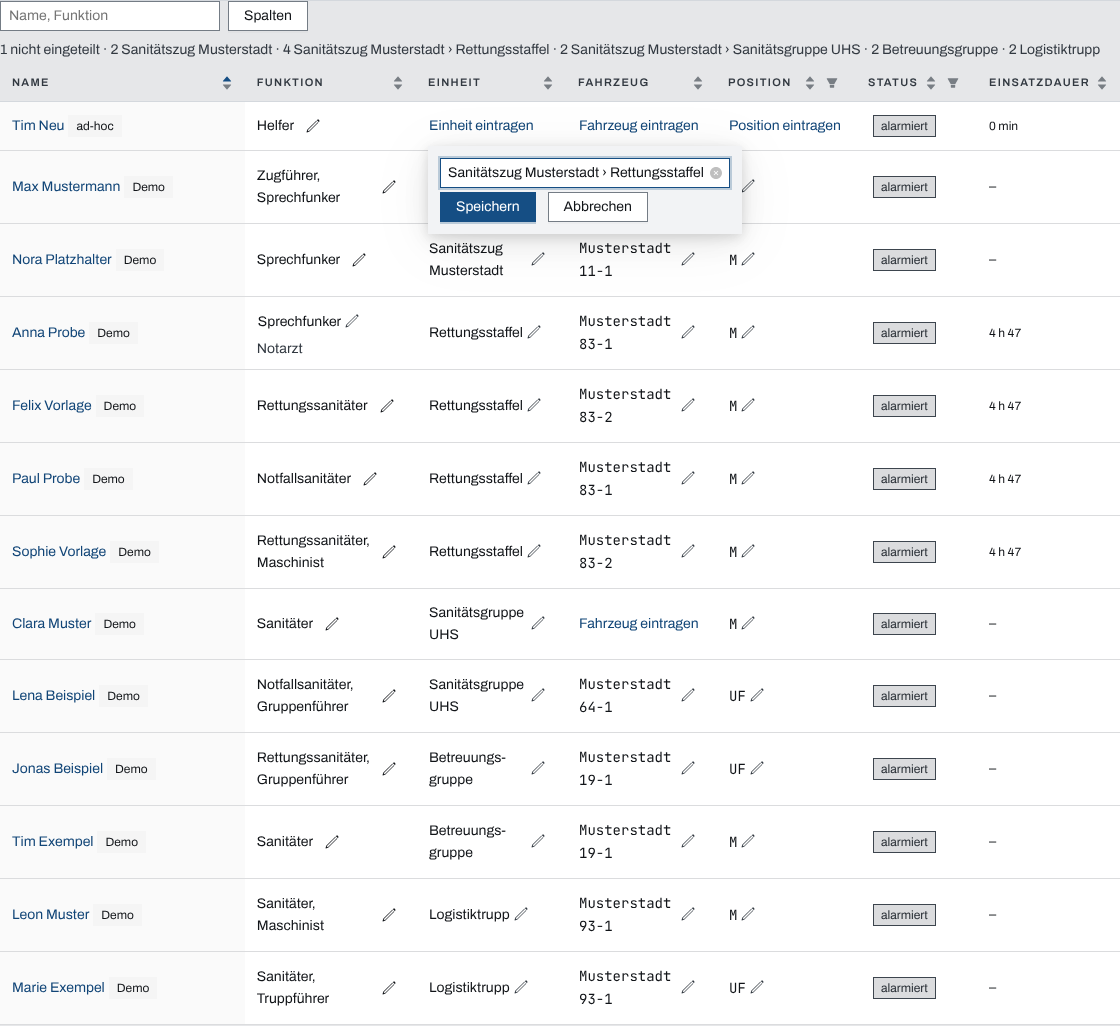 Name, Funktion
Spalten
1 nicht eingeteilt · 2 Sanitätszug Musterstadt · 4 Sanitätszug Musterstadt › Rettungsstaffel · 2 Sanitätszug Musterstadt › Sanitätsgruppe UHS · 2 Betreuungsgruppe · 2 Logistiktrupp
NAME FUNKTION EINHEIT FAHRZEUG POSITION STATUS EINSATZDAUER
Tim Neu ad-hoc Helfer Einheit eintragen Fahrzeug eintragen Position eintragen alarmiert 0 min
Sanitätszug Musterstadt › Rettungsstaffel
Speichern Abbrechen
Max Mustermann Demo Zugführer,
Sprechfunker
alarmiert –
Nora Platzhalter Demo Sprechfunker Sanitätszug
Musterstadt
Musterstadt
11-1
M alarmiert –
Anna Probe Demo Sprechfunker
Notarzt
Rettungsstaffel
Musterstadt
83-1
M alarmiert 4 h 47
Felix Vorlage Demo Rettungssanitäter Rettungsstaffel
Musterstadt
83-2
M alarmiert 4 h 47
Paul Probe Demo Notfallsanitäter Rettungsstaffel
Musterstadt
83-1
M alarmiert 4 h 47
Sophie Vorlage Demo Rettungssanitäter,
Maschinist
Rettungsstaffel
Musterstadt
83-2
M alarmiert 4 h 47
Clara Muster Demo Sanitäter Sanitätsgruppe
UHS
Fahrzeug eintragen M alarmiert –
Lena Beispiel Demo Notfallsanitäter,
Gruppenführer
Sanitätsgruppe
UHS
Musterstadt
64-1
UF alarmiert –
Jonas Beispiel Demo Rettungssanitäter,
Gruppenführer
Betreuungs-
gruppe
Musterstadt
19-1
UF alarmiert –
Tim Exempel Demo Sanitäter Betreuungs-
gruppe
Musterstadt
19-1
M alarmiert –
Leon Muster Demo Sanitäter,
Maschinist
Logistiktrupp
Musterstadt
93-1
M alarmiert –
Marie Exempel Demo Sanitäter,
Truppführer
Logistiktrupp
Musterstadt
93-1
UF alarmiert –